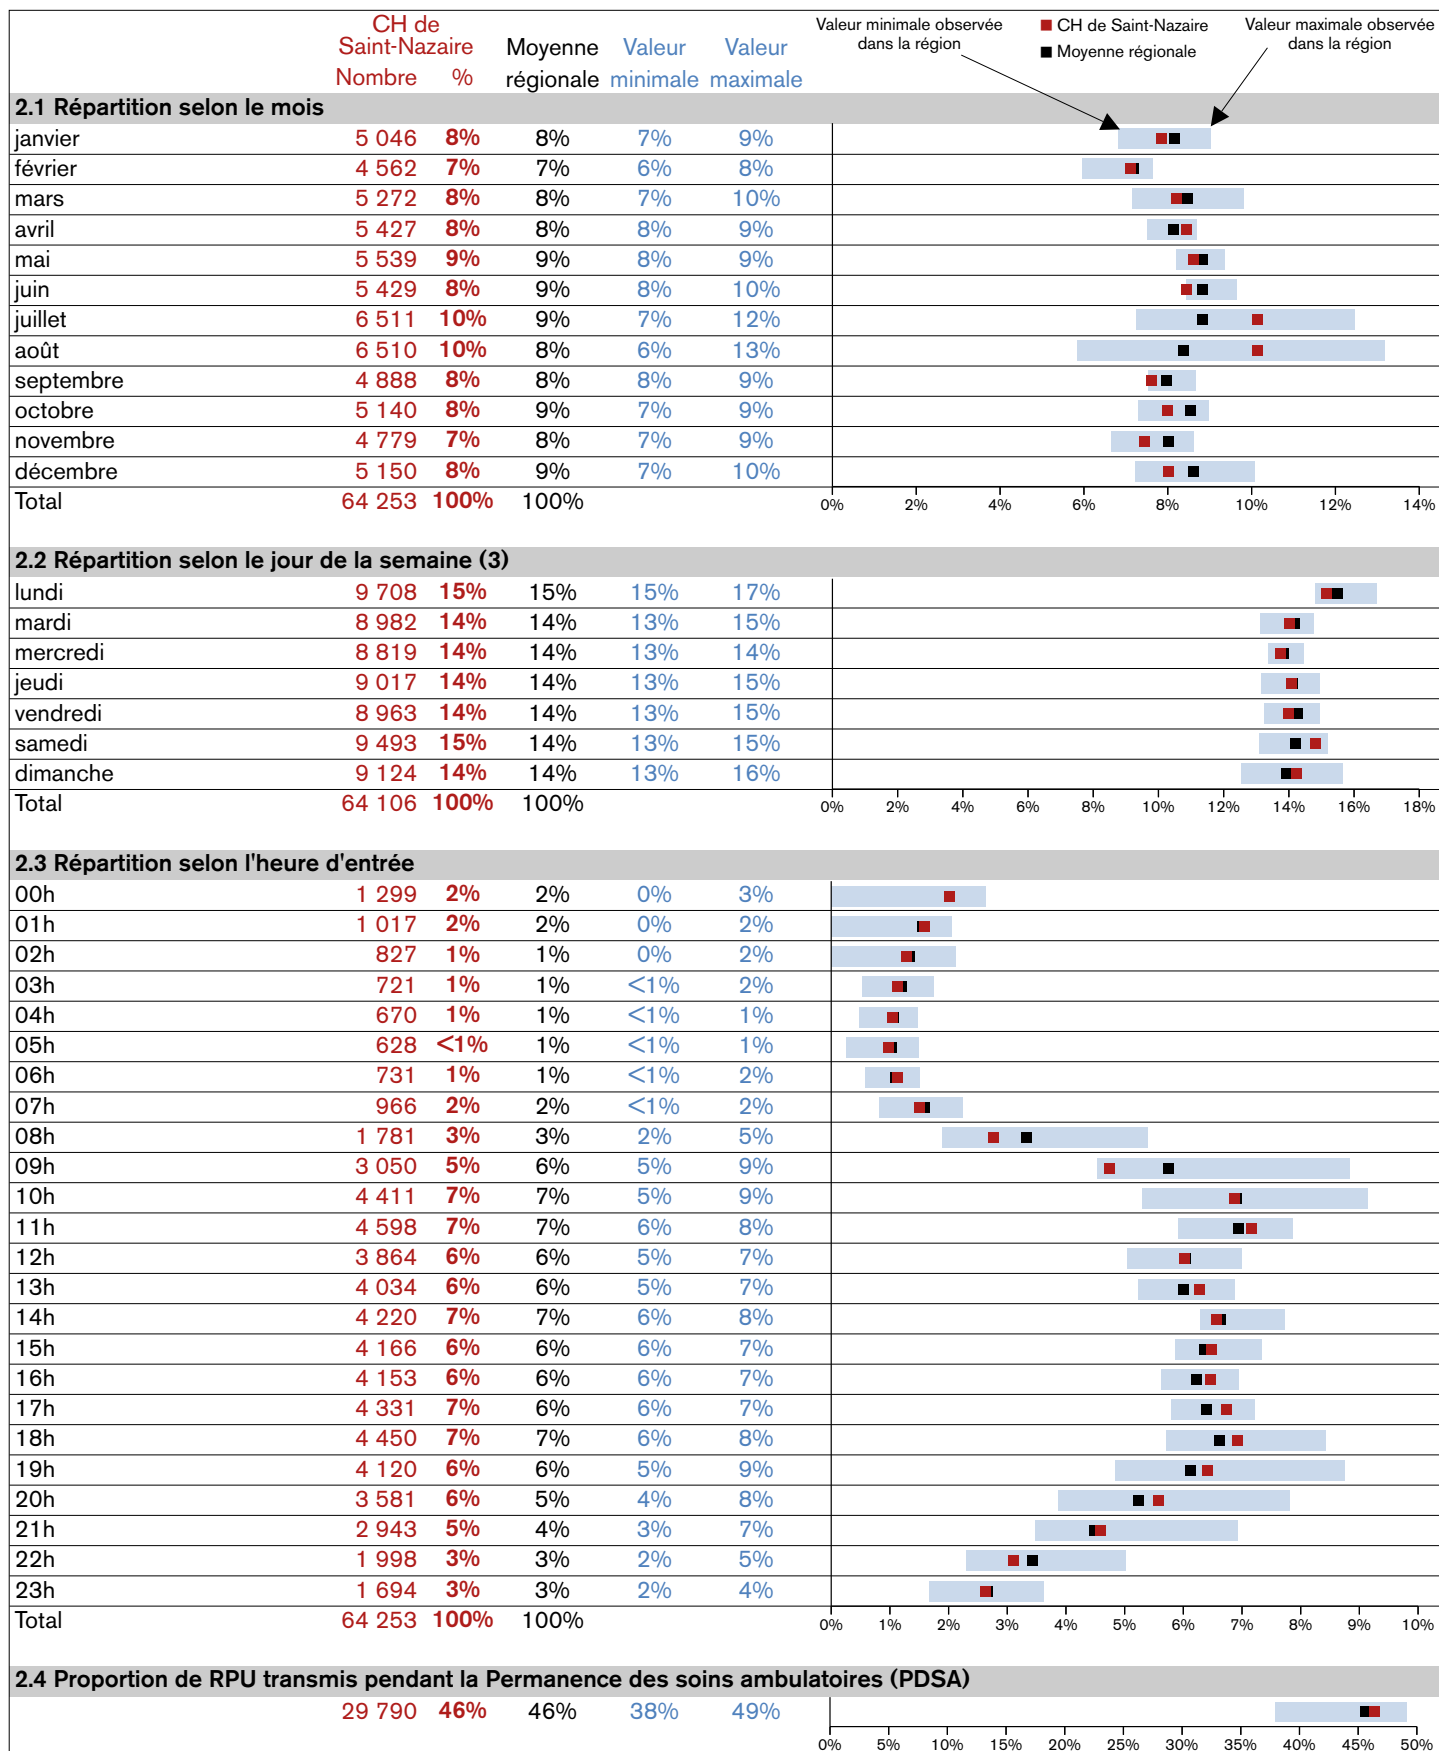 CH de Saint-Nazaire Moyenne régionale Valeur minimale Valeur maximale
Nombre %
Valeur minimale observée dans la région
CH de Saint-Nazaire
Moyenne régionale
Valeur maximale observée dans la région
2.1 Répartition selon le mois
janvier 5 046 8% 8% 7% 9%
février 4 562 7% 7% 6% 8%
mars 5 272 8% 8% 7% 10%
avril 5 427 8% 8% 8% 9%
mai 5 539 9% 9% 8% 9%
juin 5 429 8% 9% 8% 10%
juillet 6 511 10% 9% 7% 12%
août 6 510 10% 8% 6% 13%
septembre 4 888 8% 8% 8% 9%
octobre 5 140 8% 9% 7% 9%
novembre 4 779 7% 8% 7% 9%
décembre 5 150 8% 9% 7% 10%
Total 64 253 100% 100%
0% 2% 4% 6% 8% 10% 12% 14%
2.2 Répartition selon le jour de la semaine (3)
lundi 9 708 15% 15% 15% 17%
mardi 8 982 14% 14% 13% 15%
mercredi 8 819 14% 14% 13% 14%
jeudi 9 017 14% 14% 13% 15%
vendredi 8 963 14% 14% 13% 15%
samedi 9 493 15% 14% 13% 15%
dimanche 9 124 14% 14% 13% 16%
Total 64 106 100% 100%
0% 2% 4% 6% 8% 10% 12% 14% 16% 18%
2.3 Répartition selon l'heure d'entrée
00h 1 299 2% 2% 0% 3%
01h 1 017 2% 2% 0% 2%
02h 827 1% 1% 0% 2%
03h 721 1% 1% <1% 2%
04h 670 1% 1% <1% 1%
05h 628 <1% 1% <1% 1%
06h 731 1% 1% <1% 2%
07h 966 2% 2% <1% 2%
08h 1 781 3% 3% 2% 5%
09h 3 050 5% 6% 5% 9%
10h 4 411 7% 7% 5% 9%
11h 4 598 7% 7% 6% 8%
12h 3 864 6% 6% 5% 7%
13h 4 034 6% 6% 5% 7%
14h 4 220 7% 7% 6% 8%
15h 4 166 6% 6% 6% 7%
16h 4 153 6% 6% 6% 7%
17h 4 331 7% 6% 6% 7%
18h 4 450 7% 7% 6% 8%
19h 4 120 6% 6% 5% 9%
20h 3 581 6% 5% 4% 8%
21h 2 943 5% 4% 3% 7%
22h 1 998 3% 3% 2% 5%
23h 1 694 3% 3% 2% 4%
Total 64 253 100% 100%
0% 1% 2% 3% 4% 5% 6% 7% 8% 9% 10%
2.4 Proportion de RPU transmis pendant la Permanence des soins ambulatoires (PDSA)
29 790 46% 46% 38% 49%
0% 5% 10% 15% 20% 25% 30% 35% 40% 45% 50%